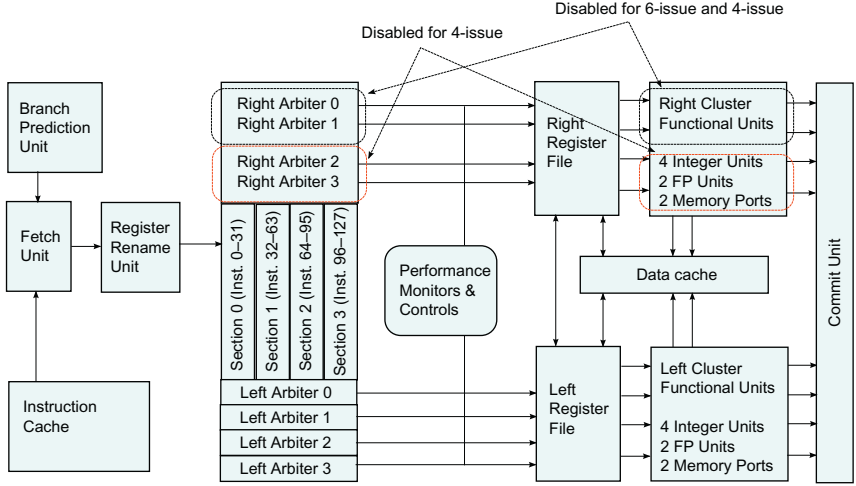 Disabled for 6-issue and 4-issue
Disabled for 4-issue
Branch
Prediction
Unit
Fetch
Unit
Register
Rename
Unit
Instruction
Cache
Right Arbiter 0
Right Arbiter 1
Right Arbiter 2
Right Arbiter 3
Section 0 (Inst. 0–31)
Section 1 (Inst. 32–63)
Section 2 (Inst. 64–95)
Section 3 (Inst. 96–127)
Left Arbiter 0
Left Arbiter 1
Left Arbiter 2
Left Arbiter 3
Performance
Monitors &
Controls
Right
Register
File
Right Cluster
Functional Units
4 Integer Units
2 FP Units
2 Memory Ports
Data cache
Left
Register
File
Left Cluster
Functional Units
4 Integer Units
2 FP Units
2 Memory Ports
Commit Unit